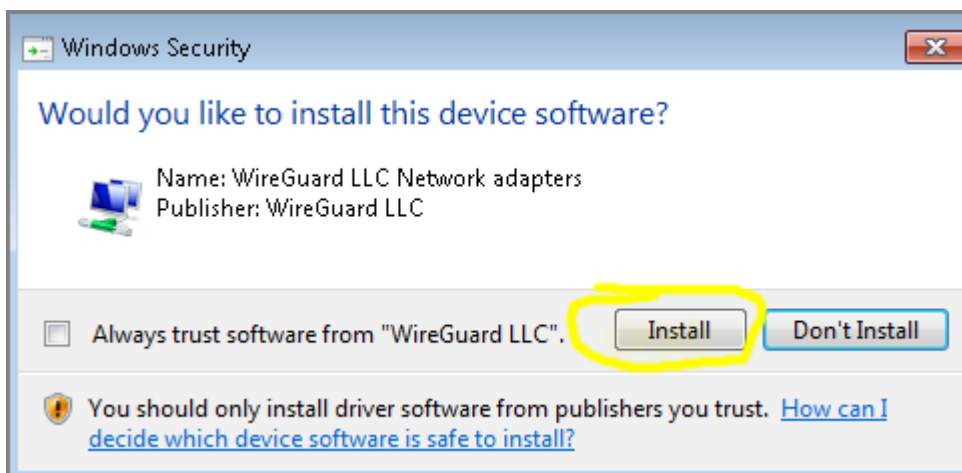 Windows Security
Would you like to install this device software?
Name: WireGuard LLC Network adapters
Publisher: WireGuard LLC
Always trust software from "WireGuard LLC".
Install
Don't Install
You should only install driver software from publishers you trust. How can I
decide which device software is safe to install?